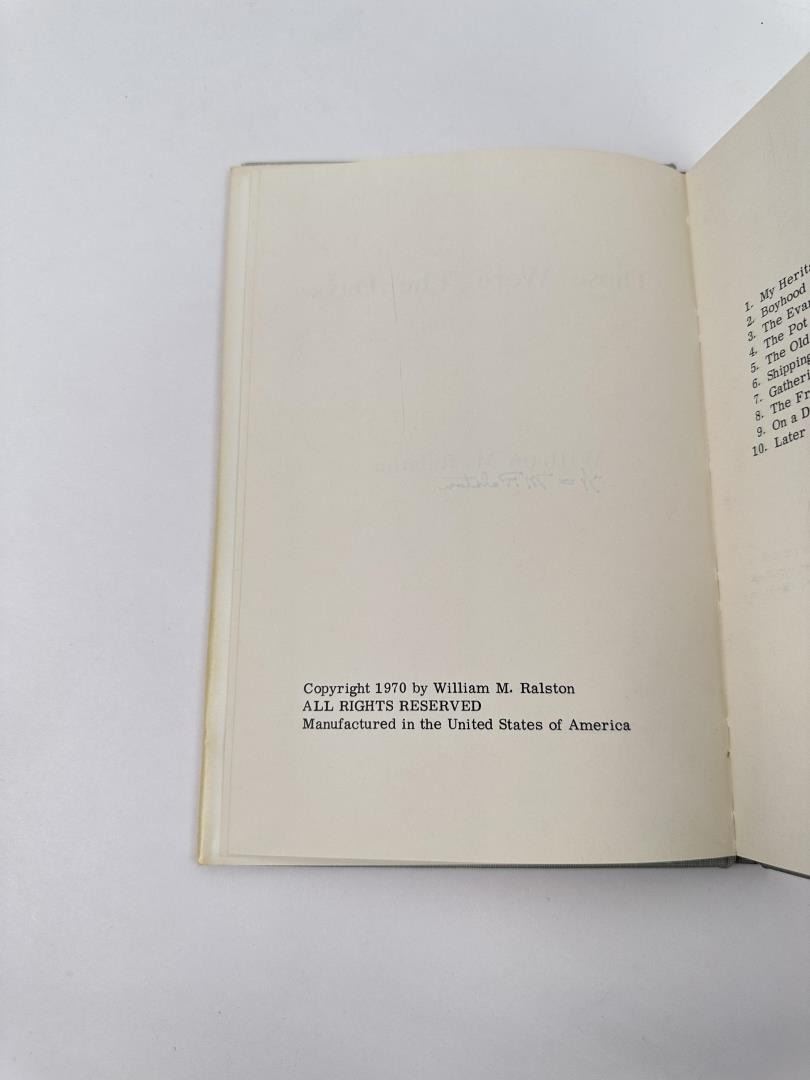 Copyright 1970 by William M. Ralston
ALL RIGHTS RESERVED
Manufactured in the United States of America
1. My Herit
2. Boyhood
3. The Evar
4. The Pot
5. The Old
6. Shipping
7. Gatheri
8. The Fr
9. On a D
10. Later